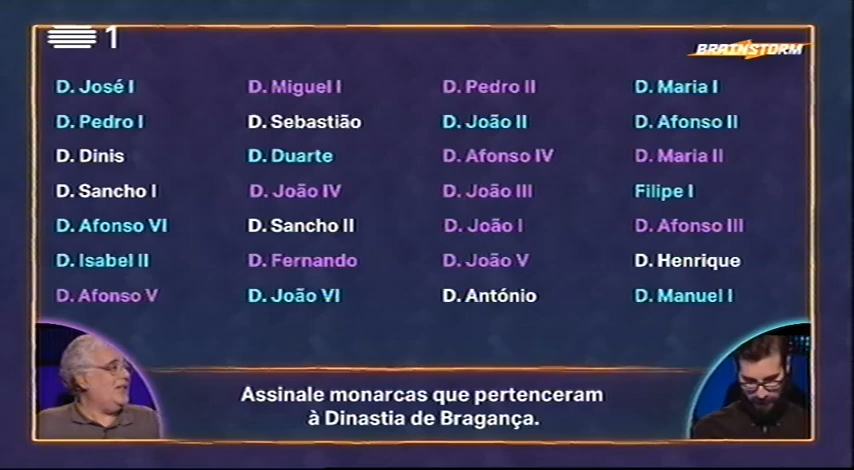 1
BRAINSTORM
D. José I
D. Miguel I
D. Pedro II
D. Maria I
D. Pedro I
D. Sebastião
D. João II
D. Afonso II
D. Dinis
D. Duarte
D. Afonso IV
D. Maria II
D. Sancho I
D. João IV
D. João III
Filipe I
D. Afonso VI
D. Sancho II
D. João I
D. Afonso III
D. Isabel II
D. Fernando
D. João V
D. Henrique
D. Afonso V
D. João VI
D. António
D. Manuel I
Assinale monarcas que pertenceram
à Dinastia de Bragança.